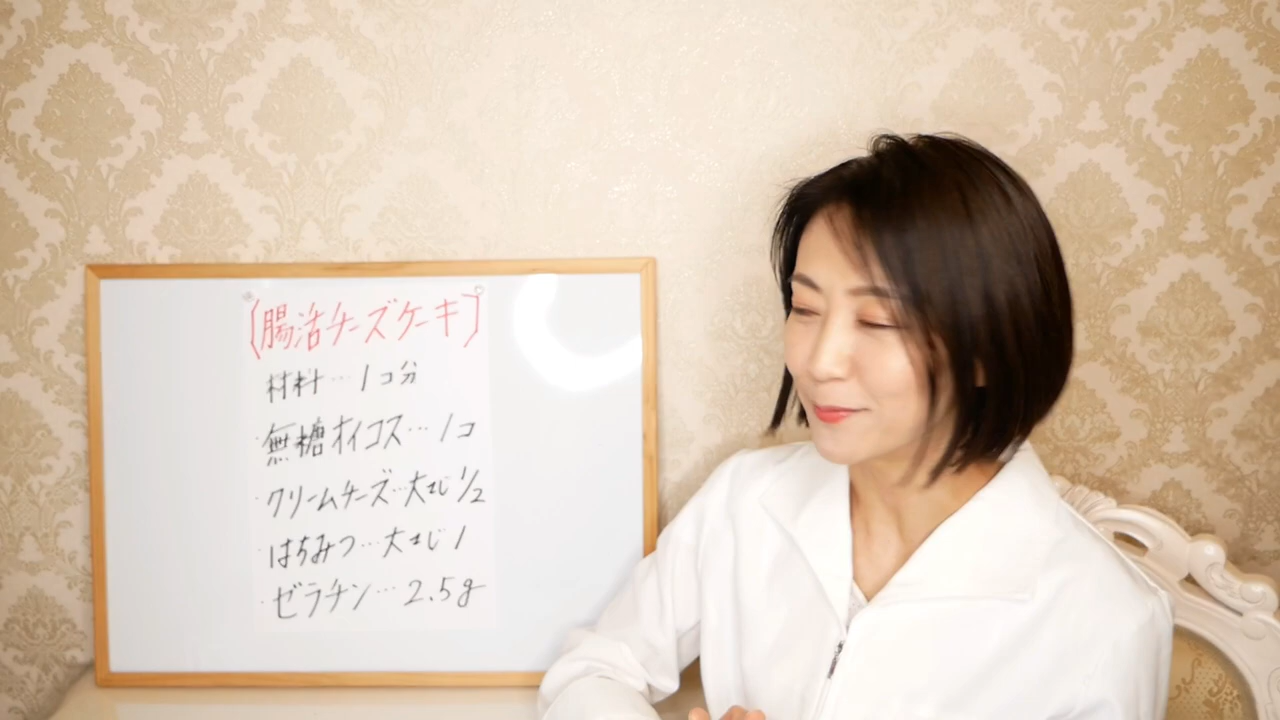 〔腸活チーズケーキ〕
材料…1コ分
・無糖オイコス…1コ
・クリームチーズ…大さじ1/2
・はちみつ…大さじ1
・ゼラチン…2.5g